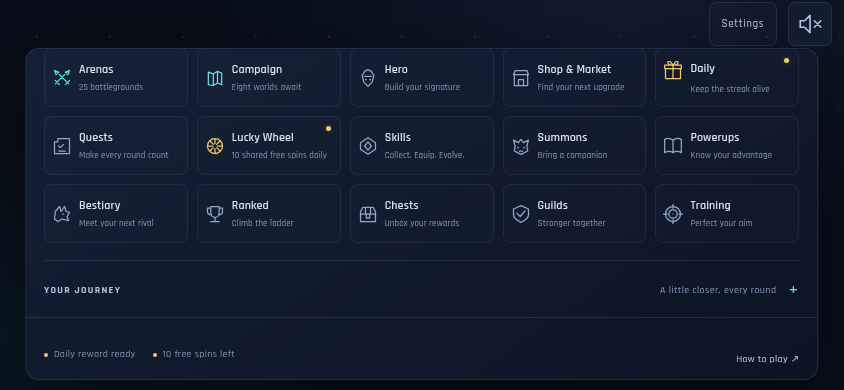 Settings
Arenas
25 battlegrounds
Campaign
Eight worlds await
Hero
Build your signature
Shop & Market
Find your next upgrade
Daily
Keep the streak alive
Quests
Make every round count
Lucky Wheel
10 shared free spins daily
Skills
Collect. Equip. Evolve.
Summons
Bring a companion
Powerups
Know your advantage
Bestiary
Meet your next rival
Ranked
Climb the ladder
Chests
Unbox your rewards
Guilds
Stronger together
Training
Perfect your aim
YOUR JOURNEY
A little closer, every round +
Daily reward ready
10 free spins left
How to play ↗